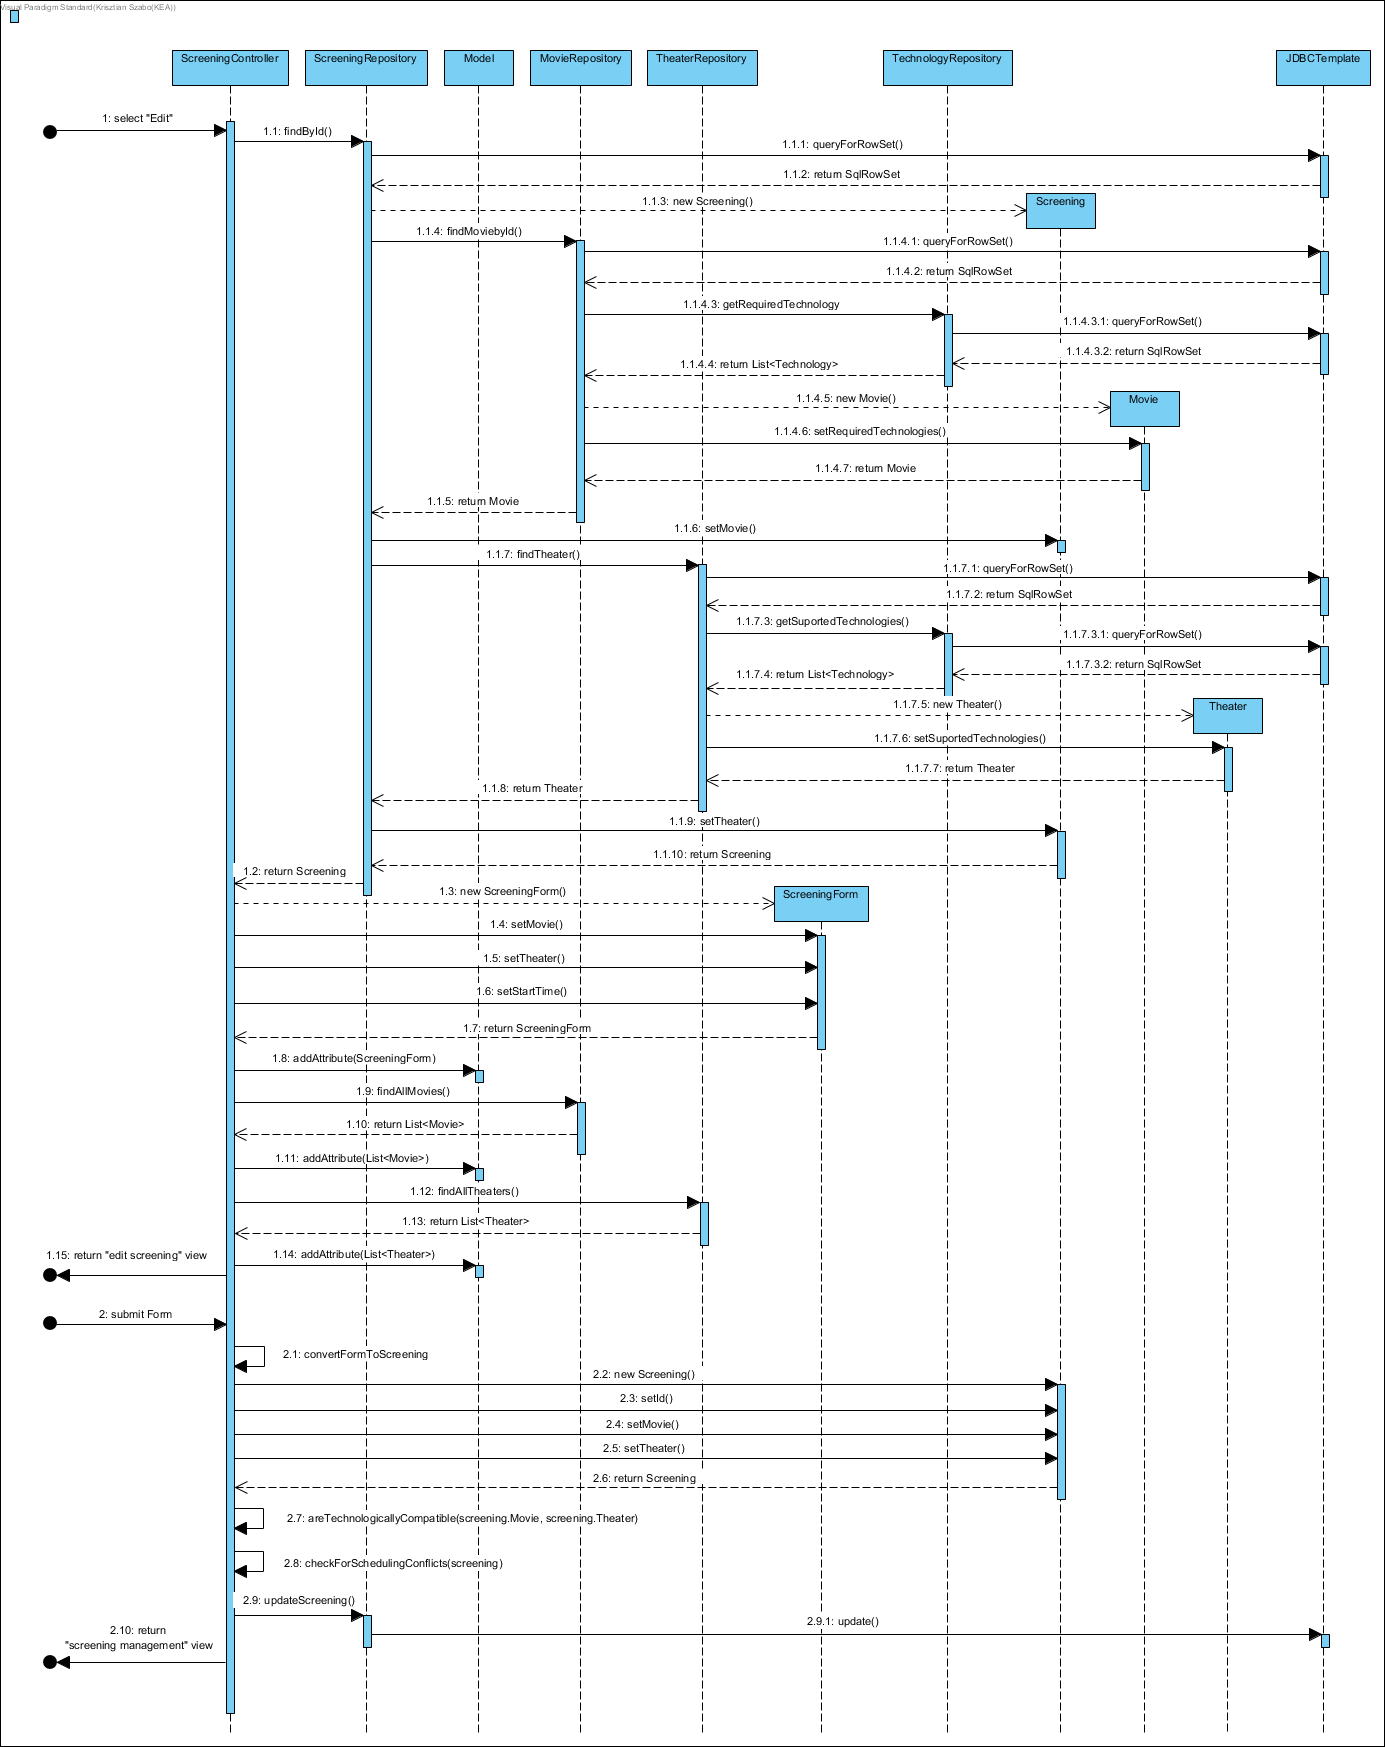 Visual Paradigm Standard(Krisztian Szabo(KEA))
ScreeningController
ScreeningRepository
Model
MovieRepository
TheaterRepository
TechnologyRepository
JDBCTemplate
1: select "Edit"
1.1: findById()
1.1.1: queryForRowSet()
1.1.2: return SqlRowSet
1.1.3: new Screening()
Screening
1.1.4: findMoviebyId()
1.1.4.1: queryForRowSet()
1.1.4.2: return SqlRowSet
1.1.4.3: getRequiredTechnology
1.1.4.3.1: queryForRowSet()
1.1.4.3.2: return SqlRowSet
1.1.4.4: return List<Technology>
1.1.4.5: new Movie()
Movie
1.1.4.6: setRequiredTechnologies()
1.1.4.7: return Movie
1.1.5: return Movie
1.1.6: setMovie()
1.1.7: findTheater()
1.1.7.1: queryForRowSet()
1.1.7.2: return SqlRowSet
1.1.7.3: getSuportedTechnologies()
1.1.7.3.1: queryForRowSet()
1.1.7.3.2: return SqlRowSet
1.1.7.4: return List<Technology>
1.1.7.5: new Theater()
Theater
1.1.7.6: setSuportedTechnologies()
1.1.7.7: return Theater
1.1.8: return Theater
1.1.9: setTheater()
1.1.10: return Screening
1.2: return Screening
1.3: new ScreeningForm()
ScreeningForm
1.4: setMovie()
1.5: setTheater()
1.6: setStartTime()
1.7: return ScreeningForm
1.8: addAttribute(ScreeningForm)
1.9: findAllMovies()
1.10: return List<Movie>
1.11: addAttribute(List<Movie>)
1.12: findAllTheaters()
1.13: return List<Theater>
1.14: addAttribute(List<Theater>)
1.15: return "edit screening" view
2: submit Form
2.1: convertFormToScreening
2.2: new Screening()
2.3: setId()
2.4: setMovie()
2.5: setTheater()
2.6: return Screening
2.7: areTechnologicallyCompatible(screening.Movie, screening.Theater)
2.8: checkForSchedulingConflicts(screening)
2.9: updateScreening()
2.9.1: update()
2.10: return
"screening management" view